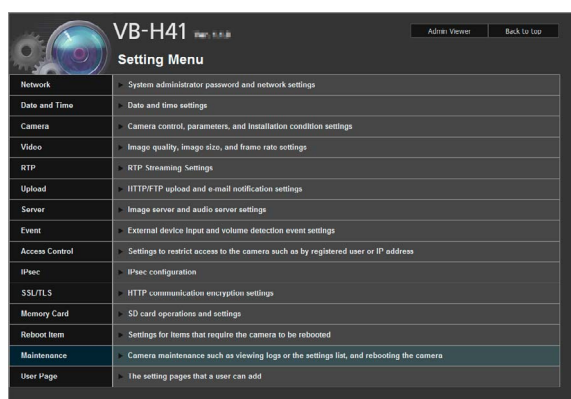 VB-H41
Admin Viewer Back to top
Setting Menu
Network System administrator password and network settings
Date and Time Date and time settings
Camera Camera control, parameters, and Installation condition settings
Video Image quality, image size, and frame rate settings
RTP RTP Streaming Settings
Upload HTTP/FTP upload and e-mail notification settings
Server Image server and audio server settings
Event External device input and volume detection event settings
Access Control Settings to restrict access to the camera such as by registered user or IP address
IPsec IPsec configuration
SSL/TLS HTTP communication encryption settings
Memory Card SD card operations and settings
Reboot Item Settings for items that require the camera to be rebooted
Maintenance Camera maintenance such as viewing logs or the settings list, and rebooting the camera
User Page The setting pages that a user can add